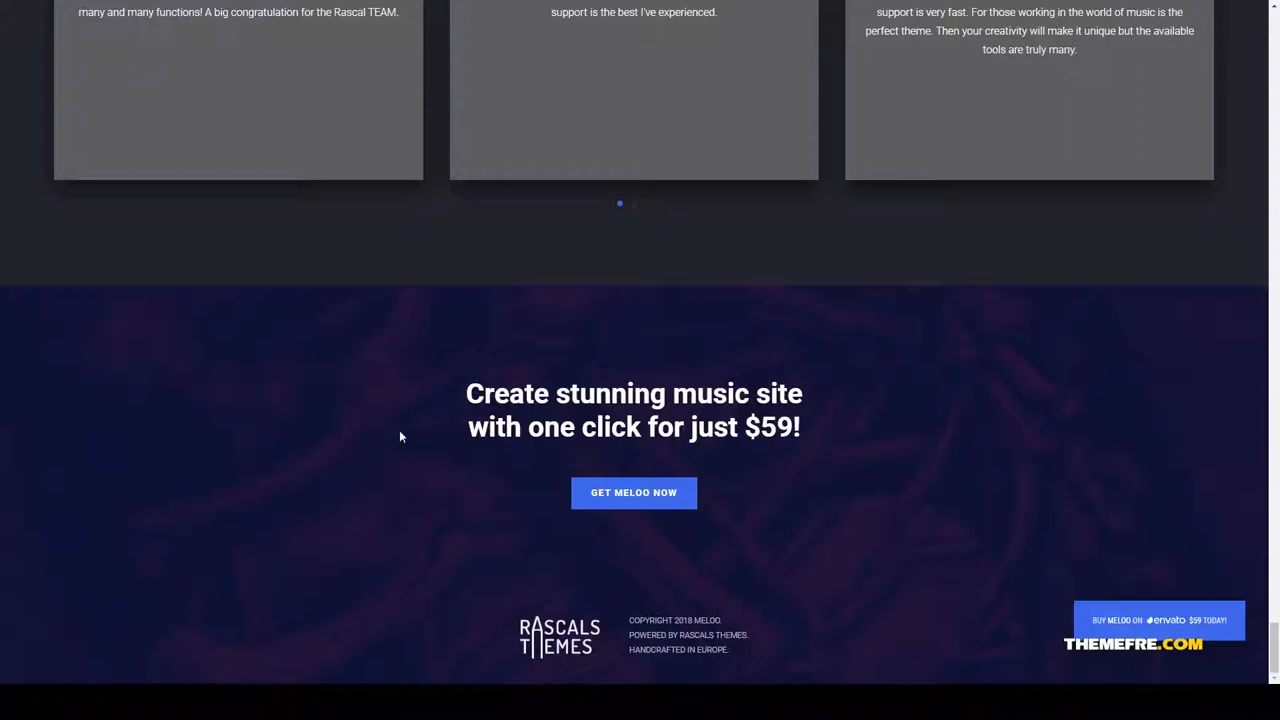 many and many functions! A big congratulation for the Rascal TEAM.
support is the best I've experienced.
support is very fast. For those working in the world of music is the
perfect theme. Then your creativity will make it unique but the available
tools are truly many.
Create stunning music site
with one click for just $59!
GET MELOO NOW
RASCALS
THEMES
COPYRIGHT 2018 MELOO.
POWERED BY RASCALS THEMES.
HANDCRAFTED IN EUROPE.
BUY MELOO ON envato $59 TODAY!
THEMEFRE.COM